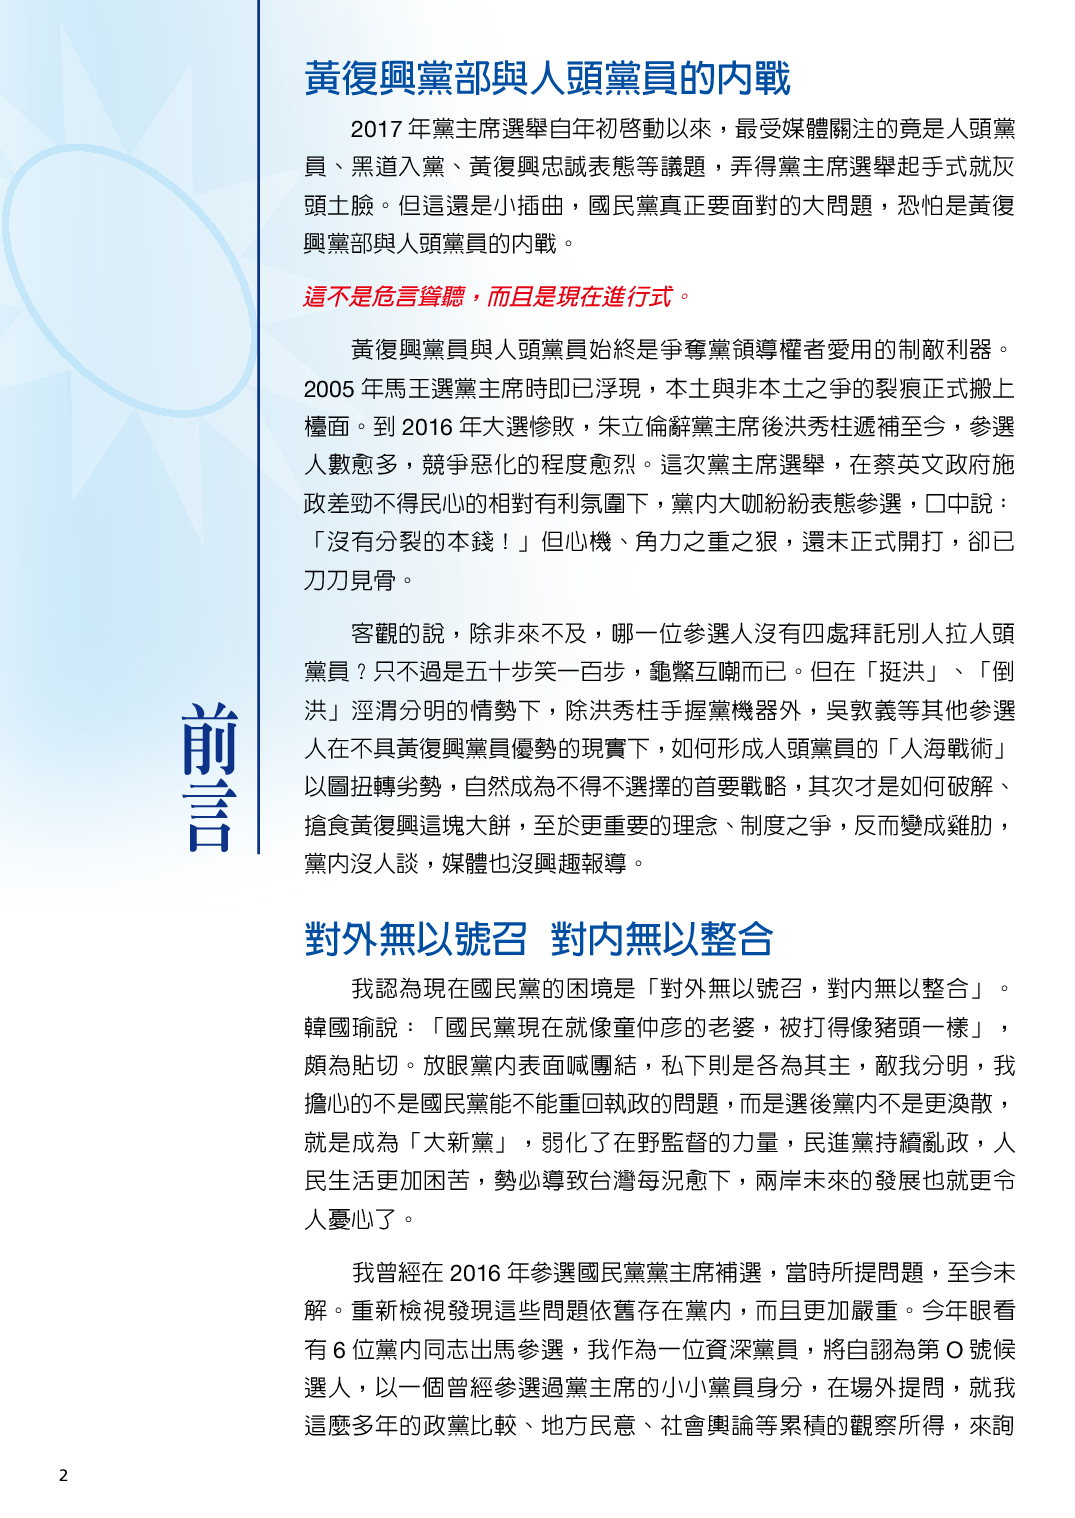 前言
黃復興黨部與人頭黨員的內戰
2017 年黨主席選舉自年初啓動以來，最受媒體關注的竟是人頭黨
員、黑道入黨、黃復興忠誠表態等議題，弄得黨主席選舉起手式就灰
頭土臉。但這還是小插曲，國民黨真正要面對的大問題，恐怕是黃復
興黨部與人頭黨員的內戰。
這不是危言聳聽，而且是現在進行式。
黃復興黨員與人頭黨員始終是爭奪黨領導權者愛用的制敵利器。
2005 年馬王選黨主席時即已浮現，本土與非本土之爭的裂痕正式搬上
檯面。到 2016 年大選慘敗，朱立倫辭黨主席後洪秀柱遞補至今，參選
人數愈多，競爭惡化的程度愈烈。這次黨主席選舉，在蔡英文政府施
政差勁不得民心的相對有利氛圍下，黨內大咖紛紛表態參選，口中說：
「沒有分裂的本錢！」但心機、角力之重之狠，還未正式開打，卻已
刀刀見骨。
客觀的說，除非來不及，哪一位參選人沒有四處拜託別人拉人頭
黨員？只不過是五十步笑一百步，龜鱉互嘲而已。但在「挺洪」、「倒
洪」涇渭分明的情勢下，除洪秀柱手握黨機器外，吳敦義等其他參選
人在不具黃復興黨員優勢的現實下，如何形成人頭黨員的「人海戰術」
以圖扭轉劣勢，自然成為不得不選擇的首要戰略，其次才是如何破解、
搶食黃復興這塊大餅，至於更重要的理念、制度之爭，反而變成雞肋，
黨內沒人談，媒體也沒興趣報導。
對外無以號召 對內無以整合
我認為現在國民黨的困境是「對外無以號召，對內無以整合」。
韓國瑜說：「國民黨現在就像童仲彥的老婆，被打得像豬頭一樣」，
頗為貼切。放眼黨內表面喊團結，私下則是各為其主，敵我分明，我
擔心的不是國民黨能不能重回執政的問題，而是選後黨內不是更渙散，
就是成為「大新黨」，弱化了在野監督的力量，民進黨持續亂政，人
民生活更加困苦，勢必導致台灣每況愈下，兩岸未來的發展也就更令
人憂心了。
我曾經在 2016 年參選國民黨黨主席補選，當時所提問題，至今未
解。重新檢視發現這些問題依舊存在黨內，而且更加嚴重。今年眼看
有 6 位黨內同志出馬參選，我作為一位資深黨員，將自詡為第 O 號候
選人，以一個曾經參選過黨主席的小小黨員身分，在場外提問，就我
這麼多年的政黨比較、地方民意、社會輿論等累積的觀察所得，來詢
2